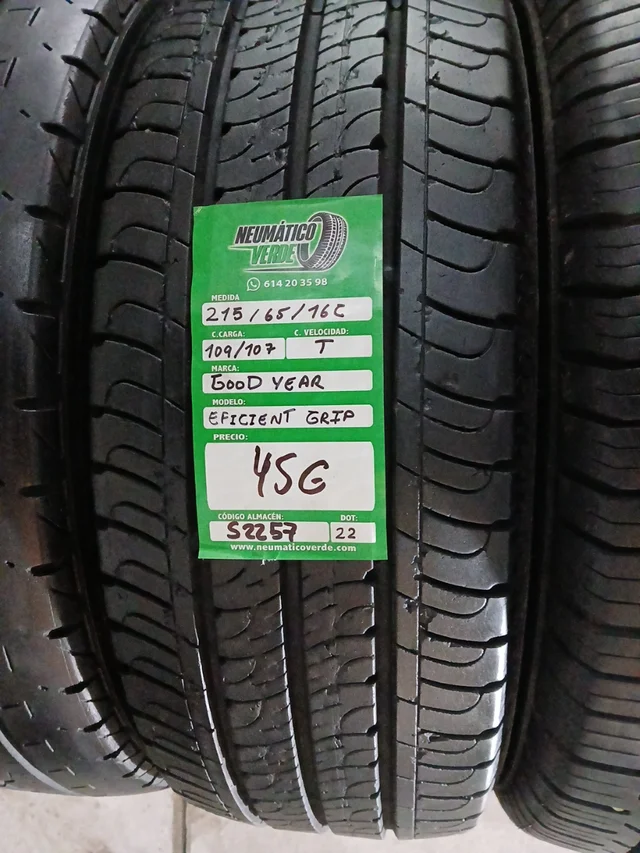 NEUMÁTICO
VERDE
614 20 35 98
MEDIDA
215/65/16C
C.CARGA: C. VELOCIDAD:
109/107 T
MARCA:
GOOD YEAR
MODELO:
EFICIENT GRIP
PRECIO:
45€
CÓDIGO ALMACÉN: DOT:
S2257 22
www.neumaticoverde.com